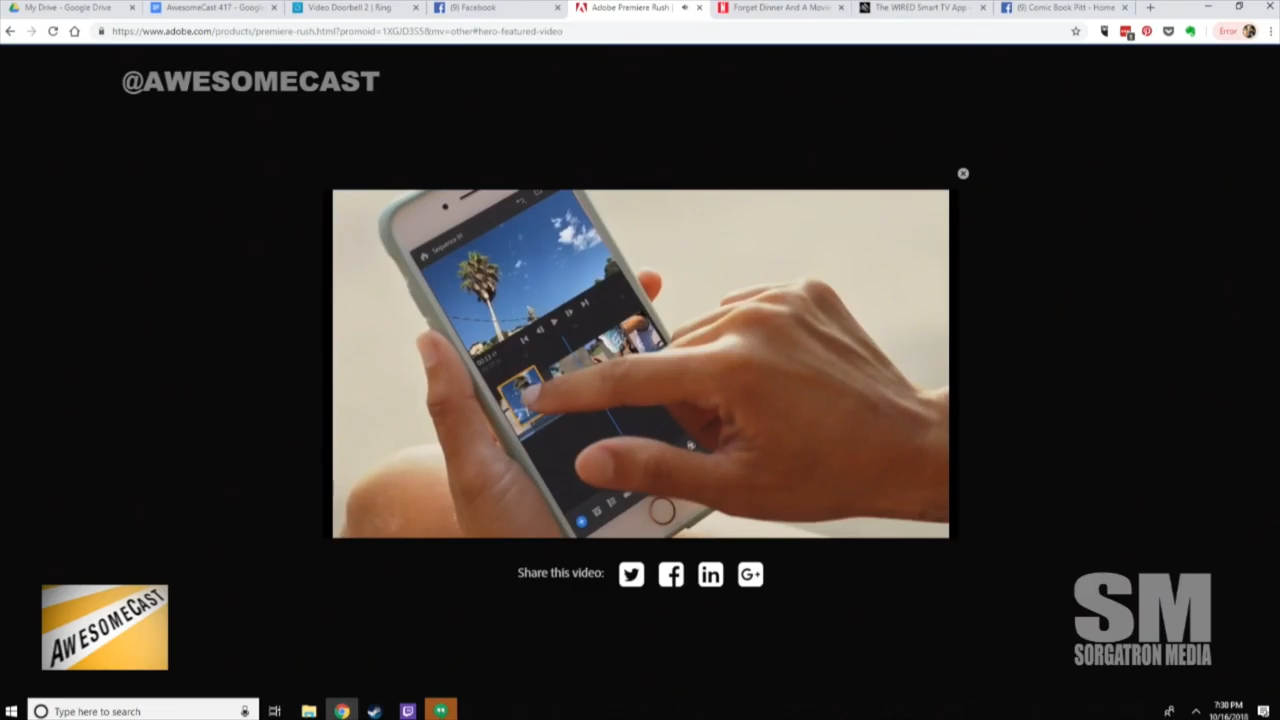 My Drive - Google Drive
AwesomeCast 417 - Google
Video Doorbell 2 | Ring
(9) Facebook
Adobe Premiere Rush |
Forget Dinner And A Movie
The WIRED Smart TV App -
(9) Comic Book Pitt - Home
https://www.adobe.com/products/premiere-rush.html?promoid=1XGJD3S5&mv=other#hero-featured-video
Error
@AWESOMECAST
Share this video:
G+
AWESOMECAST
SM
SORGATRON MEDIA
Type here to search
7:30 PM
10/16/2018